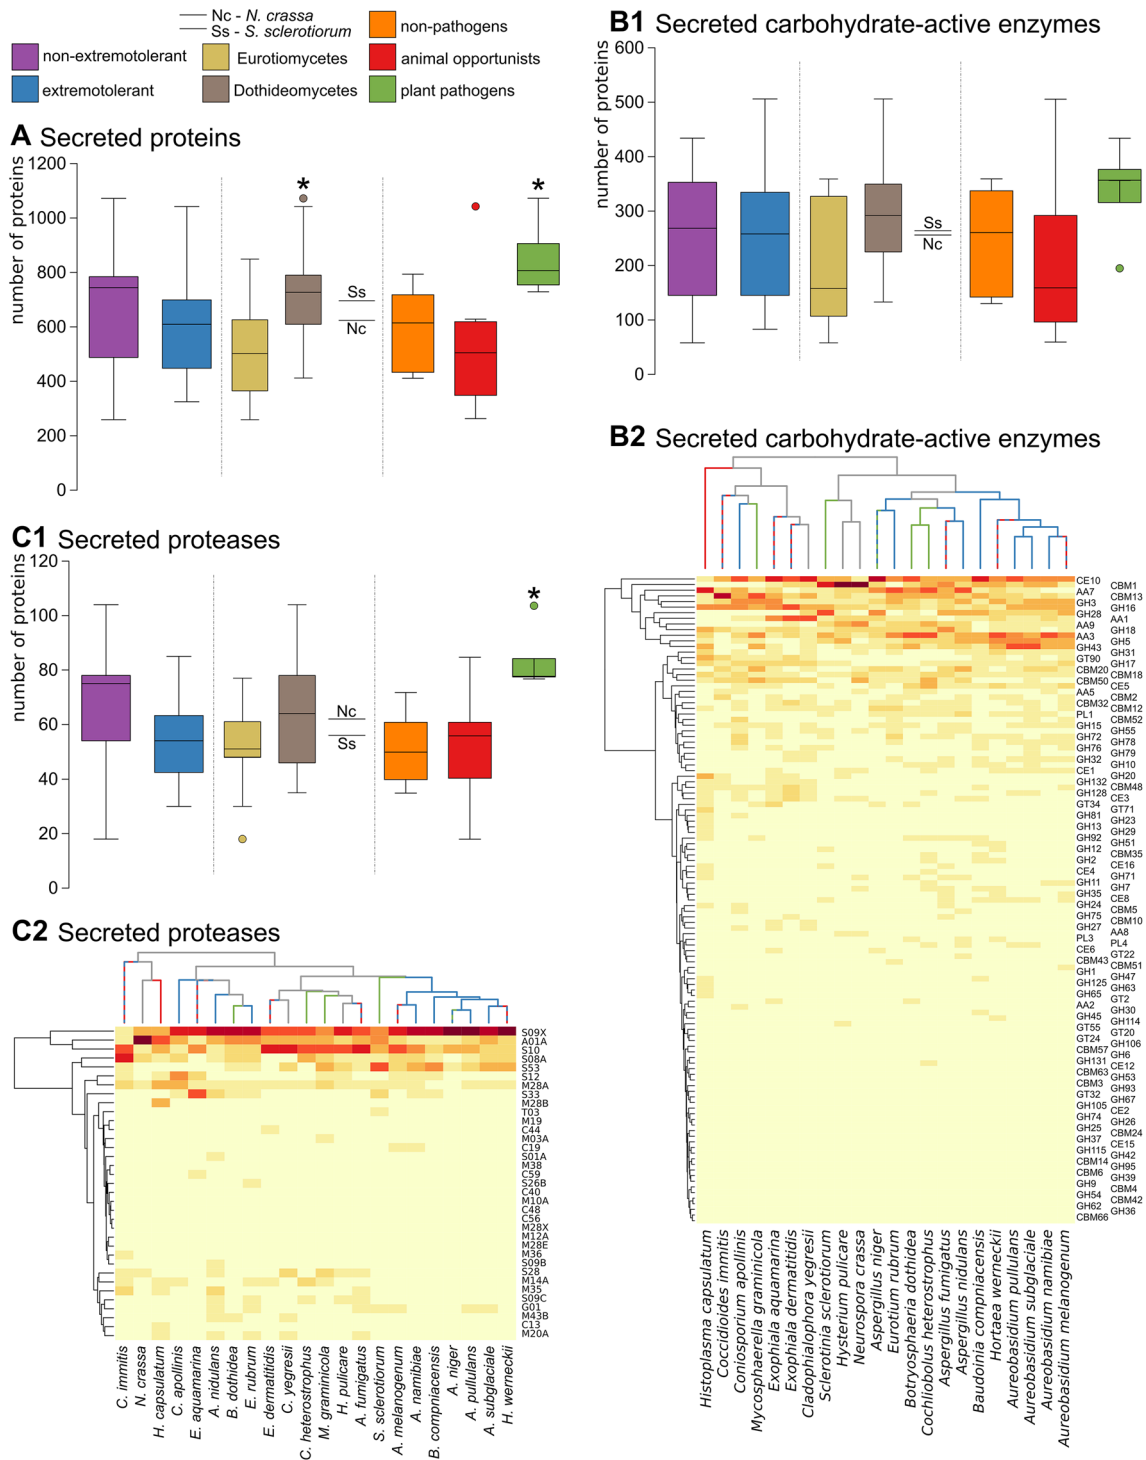 Nc - N. crassa
Ss - S. sclerotiorum
non-pathogens
non-extremotolerant
Eurotiomycetes
animal opportunists
extremotolerant
Dothideomycetes
plant pathogens
A Secreted proteins
number of proteins
1200
1000
800
600
400
200
0
*
Ss
Nc
*
B1 Secreted carbohydrate-active enzymes
number of proteins
600
500
400
300
200
100
0
Ss
Nc
C1 Secreted proteases
number of proteins
120
100
80
60
40
20
0
Nc
Ss
*
B2 Secreted carbohydrate-active enzymes
CE10
CBM1
AA7
CBM13
GH3
GH16
GH28
AA1
AA9
GH18
AA3
GH5
GH43
GH31
GT90
GH17
CBM20
CBM18
CBM50
CE5
AA5
CBM2
CBM32
CBM12
PL1
CBM52
GH15
GH55
GH72
GH78
GH76
GH79
GH32
GH10
CE1
GH20
GH132
CBM48
GH128
CE3
GT34
GT71
GH81
GH23
GH13
GH29
GH92
GH51
GH12
CBM35
GH2
CE16
CE4
GH71
GH11
GH7
GH35
CE8
GH24
CBM5
GH75
CBM10
GH27
AA8
PL3
PL4
CE6
GT22
CBM43
CBM51
GH1
GH47
GH125
GH63
GH65
GT2
AA2
GH30
GH45
GH114
GT55
GT20
GT24
GH106
CBM57
GH6
GH131
CE12
CBM63
GH53
CBM3
GH93
GT32
GH67
GH105
CE2
GH74
GH26
GH25
CBM24
GH37
CE15
GH115
GH42
CBM14
GH95
CBM6
GH39
GH9
CBM4
GH54
CBM42
GH62
GH36
CBM66
Histoplasma capsulatum
Coccidioides immitis
Coniosporium apollinis
Mycosphaerella graminicola
Exophiala aquamarina
Exophiala dermatitidis
Cladophialophora yegresii
Sclerotinia sclerotiorum
Hysterium pulicare
Neurospora crassa
Aspergillus niger
Eurotium rubrum
Botryosphaeria dothidea
Cochliobolus heterostrophus
Aspergillus fumigatus
Aspergillus nidulans
Baudoinia compniacensis
Hortaea werneckii
Aureobasidium pullulans
Aureobasidium subglaciale
Aureobasidium namibiae
Aureobasidium melanogenum
C2 Secreted proteases
S09X
A01A
S10
S08A
S53
S12
M28A
S33
M28B
T03
M19
C44
M03A
C19
S01A
M38
C59
S26B
C40
M10A
C48
C56
M28X
M12A
M28E
M36
S09B
S28
M14A
M35
S09C
G01
M43B
C13
M20A
C. immitis
N. crassa
H. capsulatum
C. apollinis
E. aquamarina
A. nidulans
B. dothidea
E. rubrum
E. dermatitidis
C. yegresii
C. heterostrophus
M. graminicola
H. pulicare
A. fumigatus
S. sclerotiorum
A. melanogenum
A. namibiae
B. compniacensis
A. niger
A. pullulans
A. subglaciale
H. werneckii